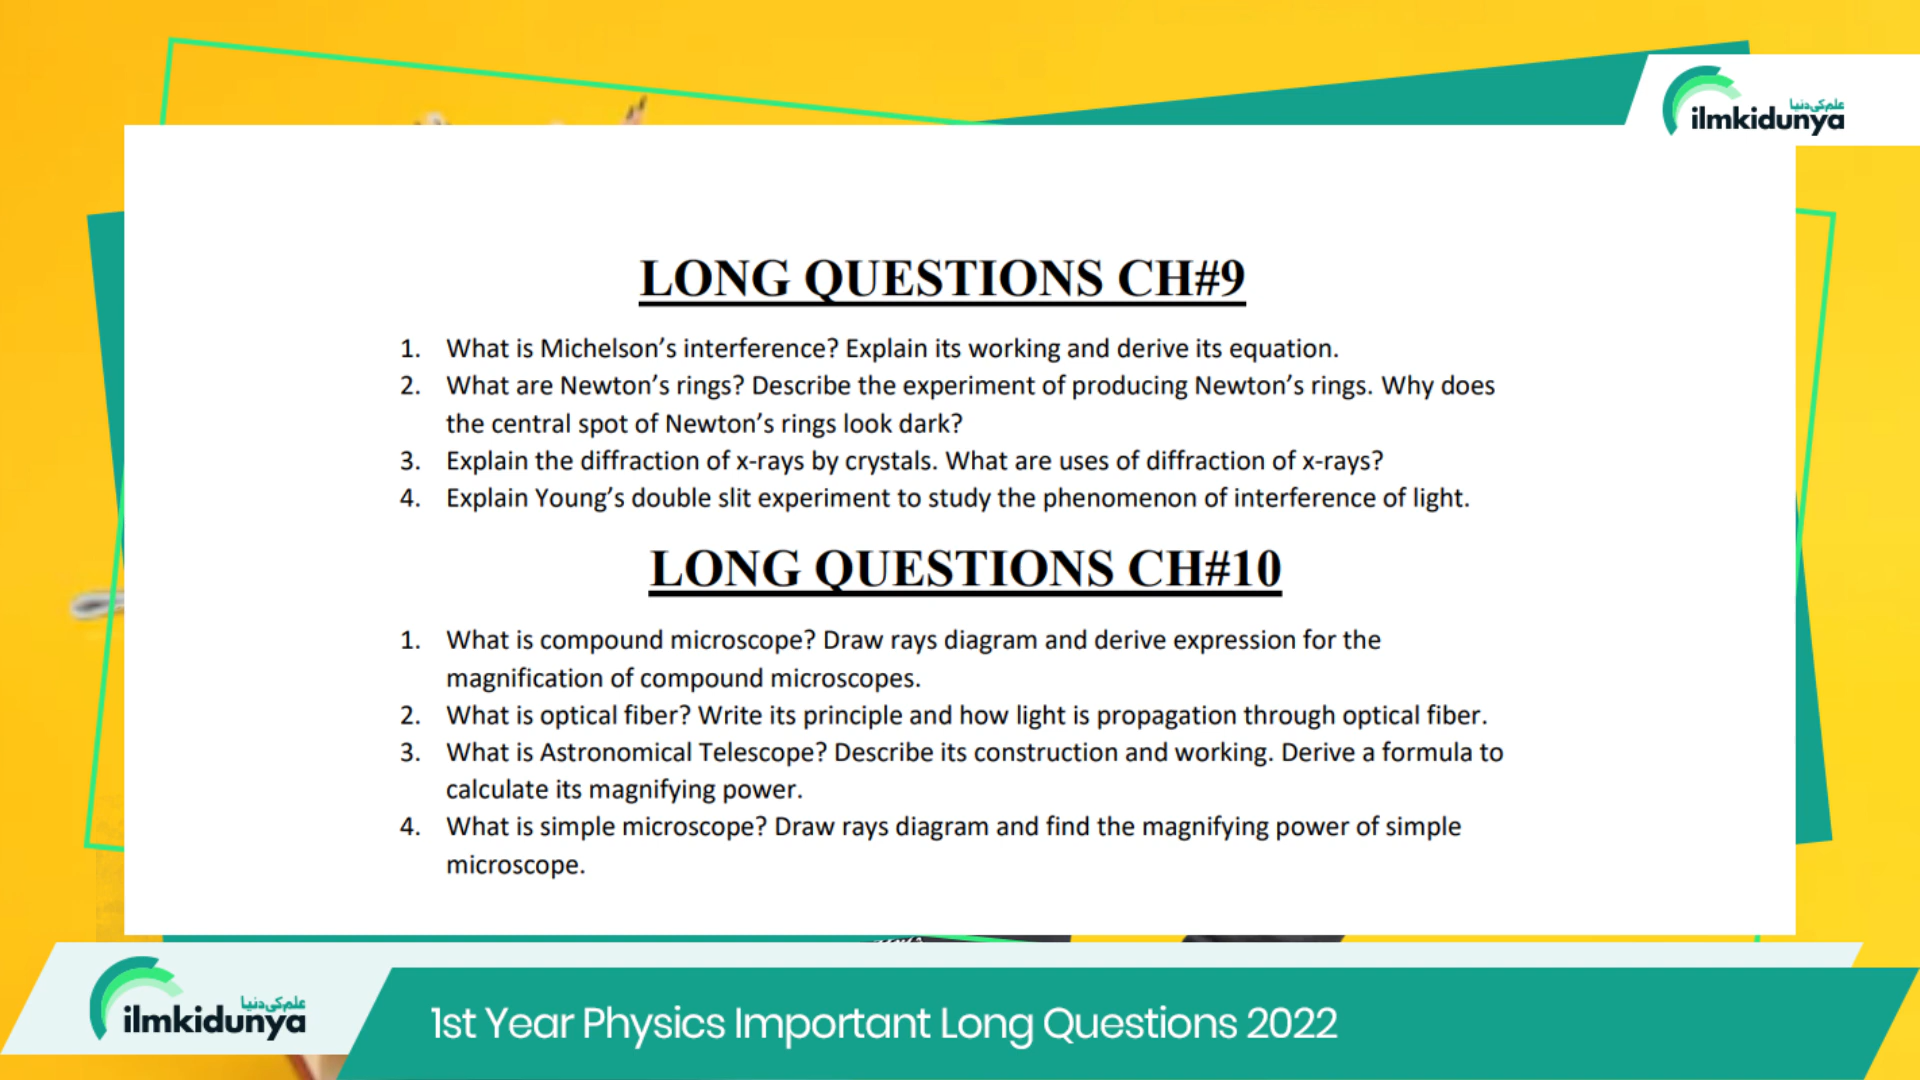 علم کی دنیا
ilmkidunya
LONG QUESTIONS CH#9
1. What is Michelson’s interference? Explain its working and derive its equation.
2. What are Newton’s rings? Describe the experiment of producing Newton’s rings. Why does
the central spot of Newton’s rings look dark?
3. Explain the diffraction of x-rays by crystals. What are uses of diffraction of x-rays?
4. Explain Young’s double slit experiment to study the phenomenon of interference of light.
LONG QUESTIONS CH#10
1. What is compound microscope? Draw rays diagram and derive expression for the
magnification of compound microscopes.
2. What is optical fiber? Write its principle and how light is propagation through optical fiber.
3. What is Astronomical Telescope? Describe its construction and working. Derive a formula to
calculate its magnifying power.
4. What is simple microscope? Draw rays diagram and find the magnifying power of simple
microscope.
علم کی دنیا
ilmkidunya
1st Year Physics Important Long Questions 2022